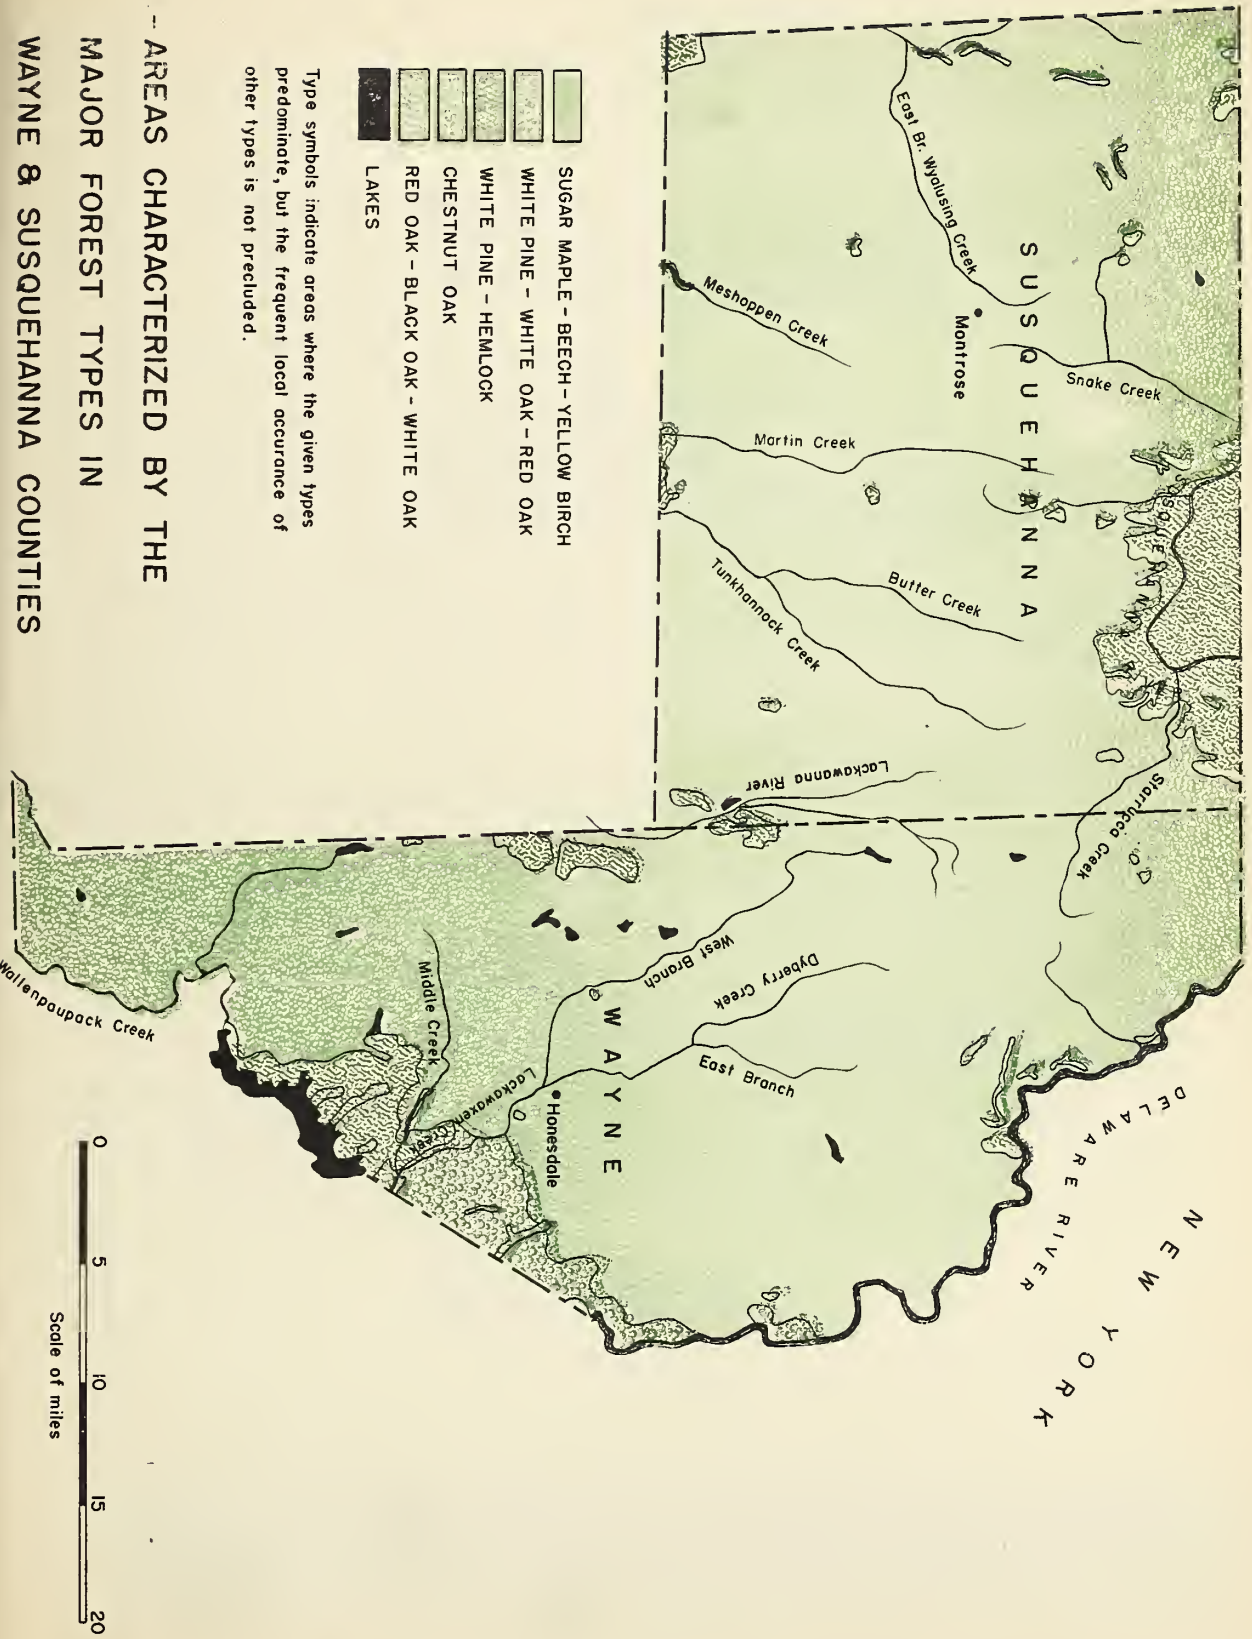 SUSQUEHANNA
East Br. Wyalusing Creek
Montrose
Snake Creek
Meshoppen Creek
Martin Creek
Butter Creek
Tunkhannock Creek
Lackawanna River
Starrucca Creek
NEW YORK
DELAWARE RIVER
WAYNE
West Branch
Dyberry Creek
East Branch
Honesdale
Lackawaxen Creek
Middle Creek
Wallenpaupack Creek
SUGAR MAPLE - BEECH - YELLOW BIRCH
WHITE PINE - WHITE OAK - RED OAK
WHITE PINE - HEMLOCK
CHESTNUT OAK
RED OAK - BLACK OAK - WHITE OAK
LAKES
Type symbols indicate areas where the given types
predominate, but the frequent local accurance of
other types is not precluded.
-- AREAS CHARACTERIZED BY THE
MAJOR FOREST TYPES IN
WAYNE & SUSQUEHANNA COUNTIES
0 5 10 15 20
Scale of miles